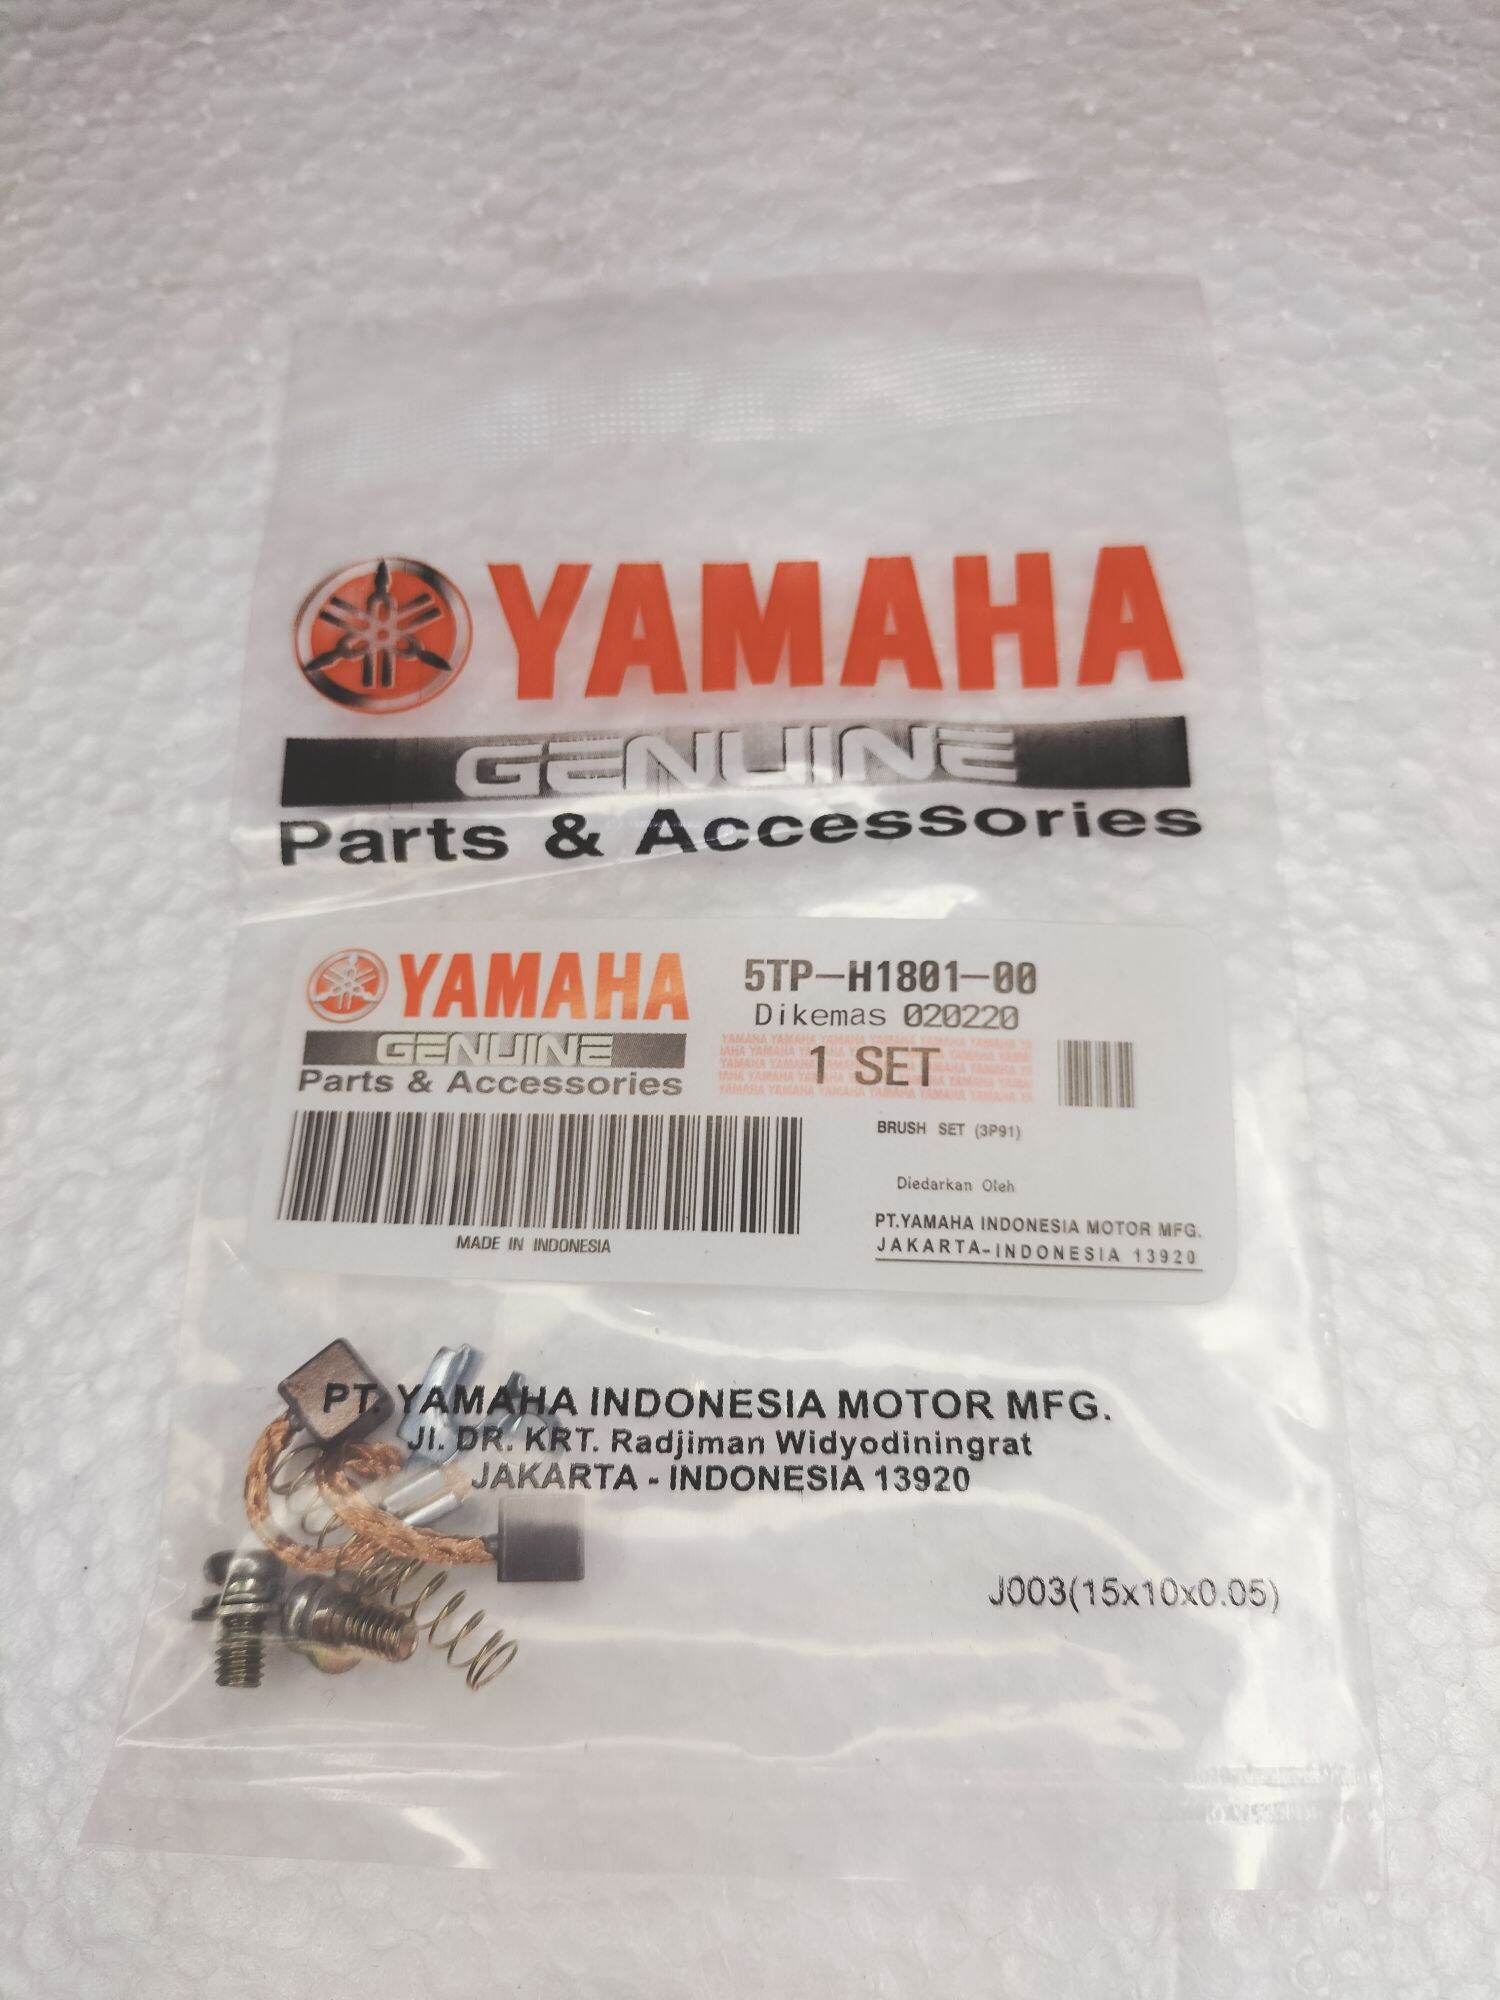 YAMAHA
GENUINE
Parts & Accessories
YAMAHA
GENUINE
Parts & Accessories
5TP-H1801-00
Dikemas 020220
1 SET
BRUSH SET (3P91)
Diedarkan Oleh
PT.YAMAHA INDONESIA MOTOR MFG.
JAKARTA-INDONESIA 13920
MADE IN INDONESIA
PT. YAMAHA INDONESIA MOTOR MFG.
Jl. DR. KRT. Radjiman Widyodiningrat
JAKARTA - INDONESIA 13920
J003(15x10x0.05)